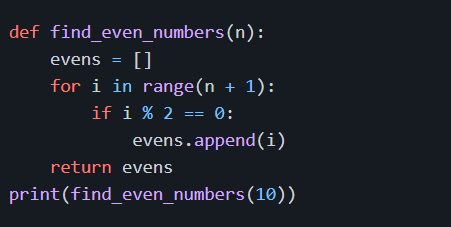 def find_even_numbers(n):
    evens = []
    for i in range(n + 1):
        if i % 2 == 0:
            evens.append(i)
    return evens
print(find_even_numbers(10))